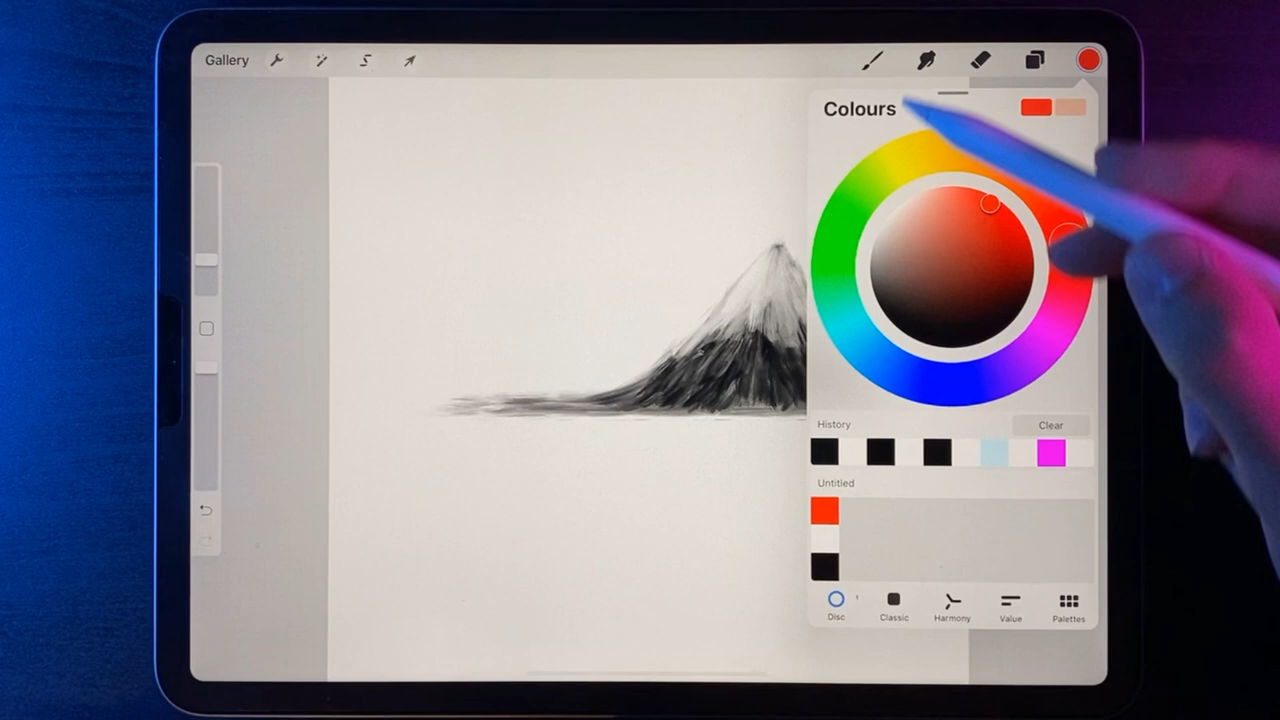 Gallery
Colours
History
Clear
Untitled
Disc
Classic
Harmony
Value
Palettes